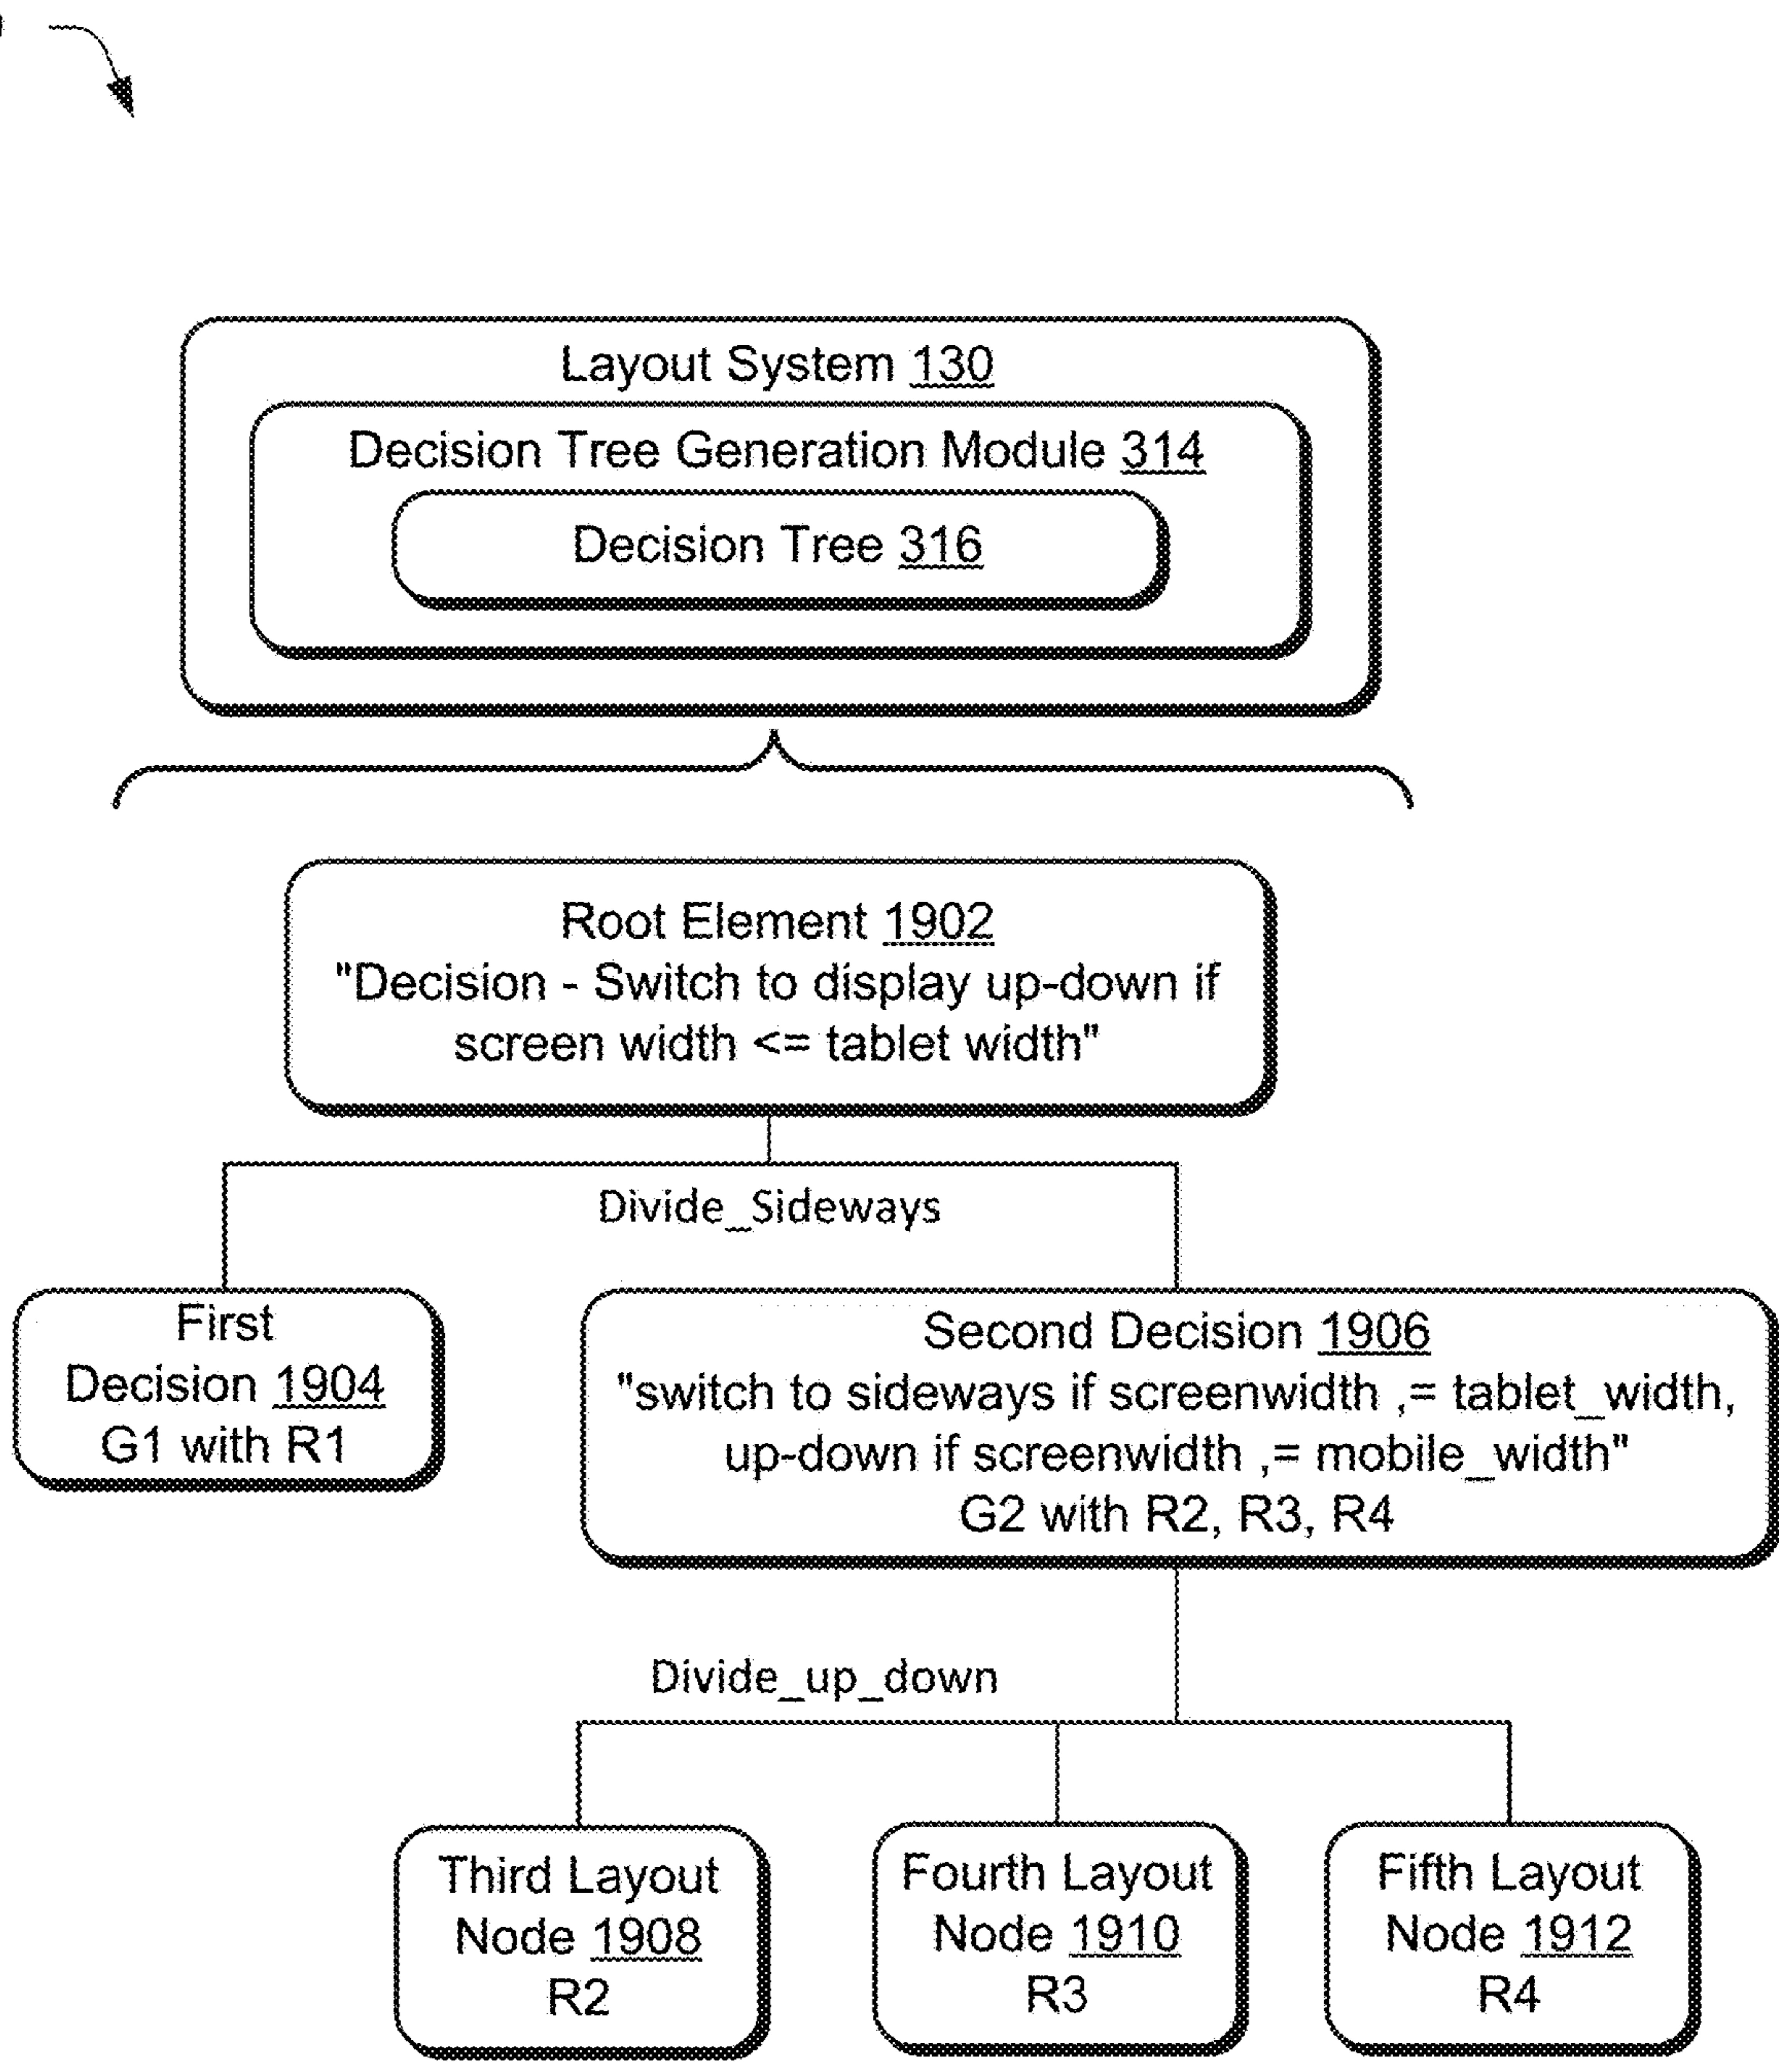 Layout System 130
Decision Tree Generation Module 314
Decision Tree 316
Root Element 1902
"Decision - Switch to display up-down if
screen width <= tablet width"
Divide_Sideways
First
Decision 1904
G1 with R1
Second Decision 1906
"switch to sideways if screenwidth ,= tablet_width,
up-down if screenwidth ,= mobile_width"
G2 with R2, R3, R4
Divide_up_down
Third Layout
Node 1908
R2
Fourth Layout
Node 1910
R3
Fifth Layout
Node 1912
R4